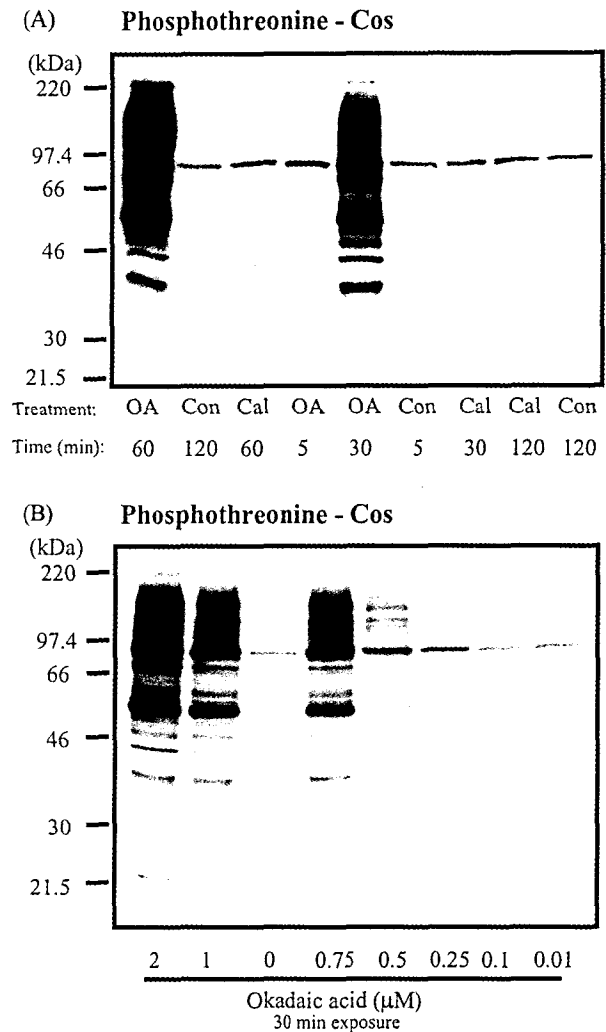 (A) Phosphothreonine - Cos
(kDa)
220
97.4
66
46
30
21.5
Treatment: OA Con Cal OA OA Con Cal Cal Con
Time (min): 60 120 60 5 30 5 30 120 120
(B) Phosphothreonine - Cos
(kDa)
220
97.4
66
46
30
21.5
2 1 0 0.75 0.5 0.25 0.1 0.01
Okadaic acid (μM)
30 min exposure